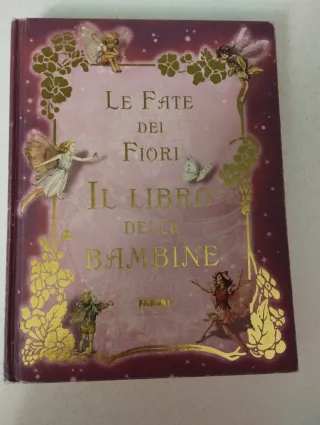 LE FATE
DEI
FIORI
IL LIBRO
DELLE
BAMBINE
FABBRI